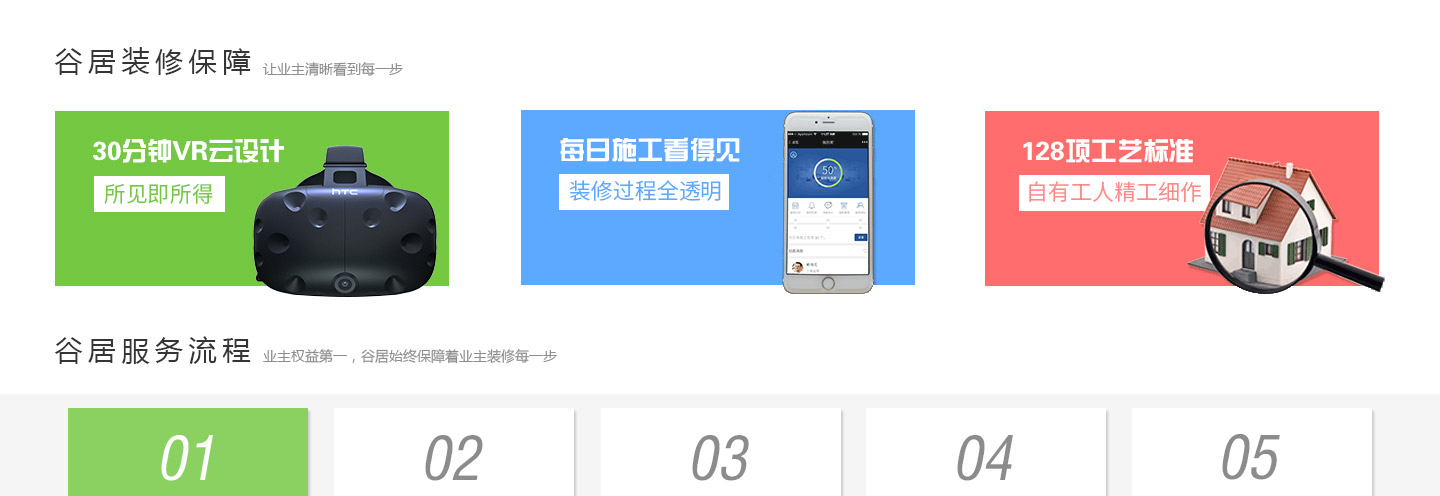 谷居装修保障 让业主清晰看到每一步
30分钟VR云设计
所见即所得
hTC
每日施工看得见
装修过程全透明
50%
128项工艺标准
自有工人精工细作
谷居服务流程 业主权益第一，谷居始终保障着业主装修每一步
01 02 03 04 05